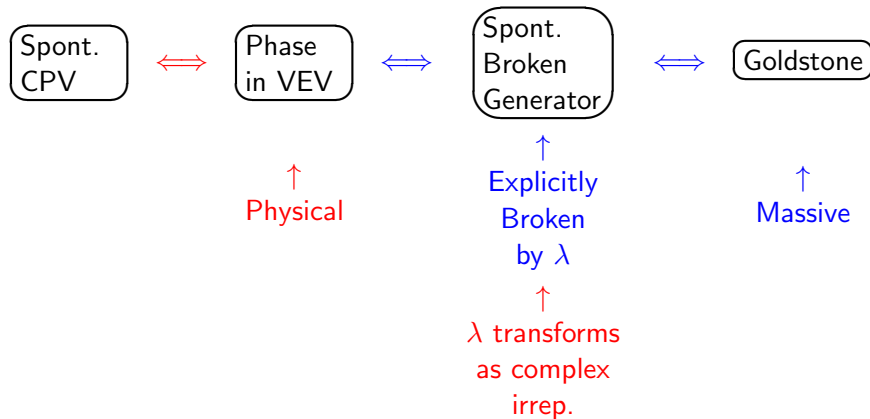 Spont.
CPV
⟺
Phase
in VEV
⟺
Spont.
Broken
Generator
⟺
Goldstone
↑
Physical
↑
Explicitly
Broken
by λ
↑
λ transforms
as complex
irrep.
↑
Massive